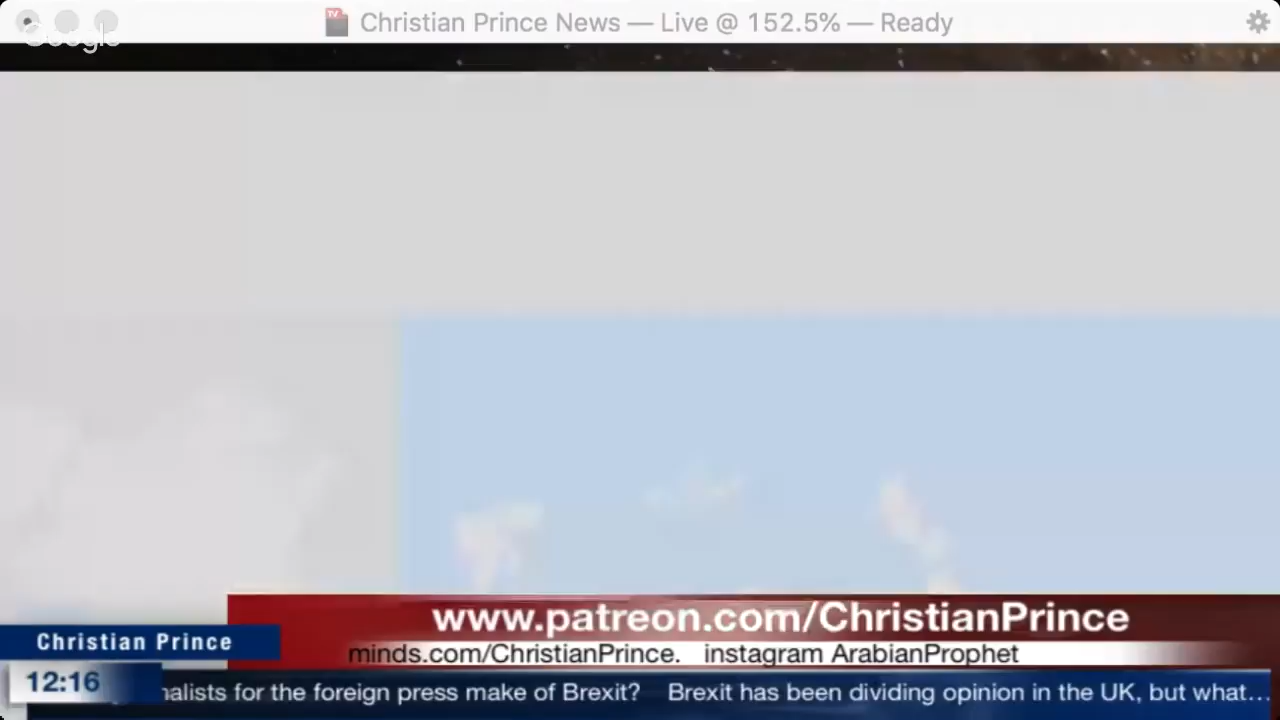 Christian Prince News — Live @ 152.5% — Ready
Google
www.patreon.com/ChristianPrince
Christian Prince
minds.com/ChristianPrince. instagram ArabianProphet
12:16
for the foreign press make of Brexit? Brexit has been dividing opinion in the UK, but what...